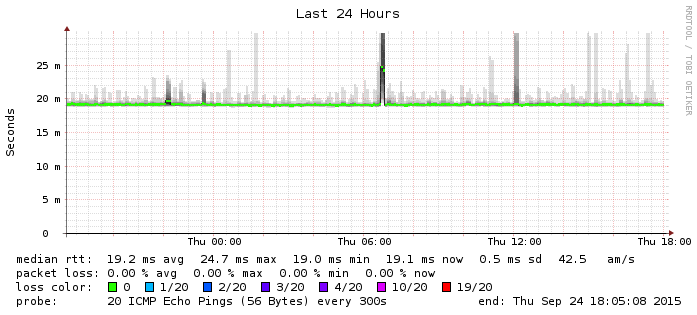 Last 24 Hours
RRDTOOL / TOBI OETIKER
Seconds
25 m
20 m
15 m
10 m
5 m
0
Thu 00:00 Thu 06:00 Thu 12:00 Thu 18:00
median rtt: 19.2 ms avg 24.7 ms max 19.0 ms min 19.1 ms now 0.5 ms sd 42.5 am/s
packet loss: 0.00 % avg 0.00 % max 0.00 % min 0.00 % now
loss color: 0 1/20 2/20 3/20 4/20 10/20 19/20
probe: 20 ICMP Echo Pings (56 Bytes) every 300s end: Thu Sep 24 18:05:08 2015